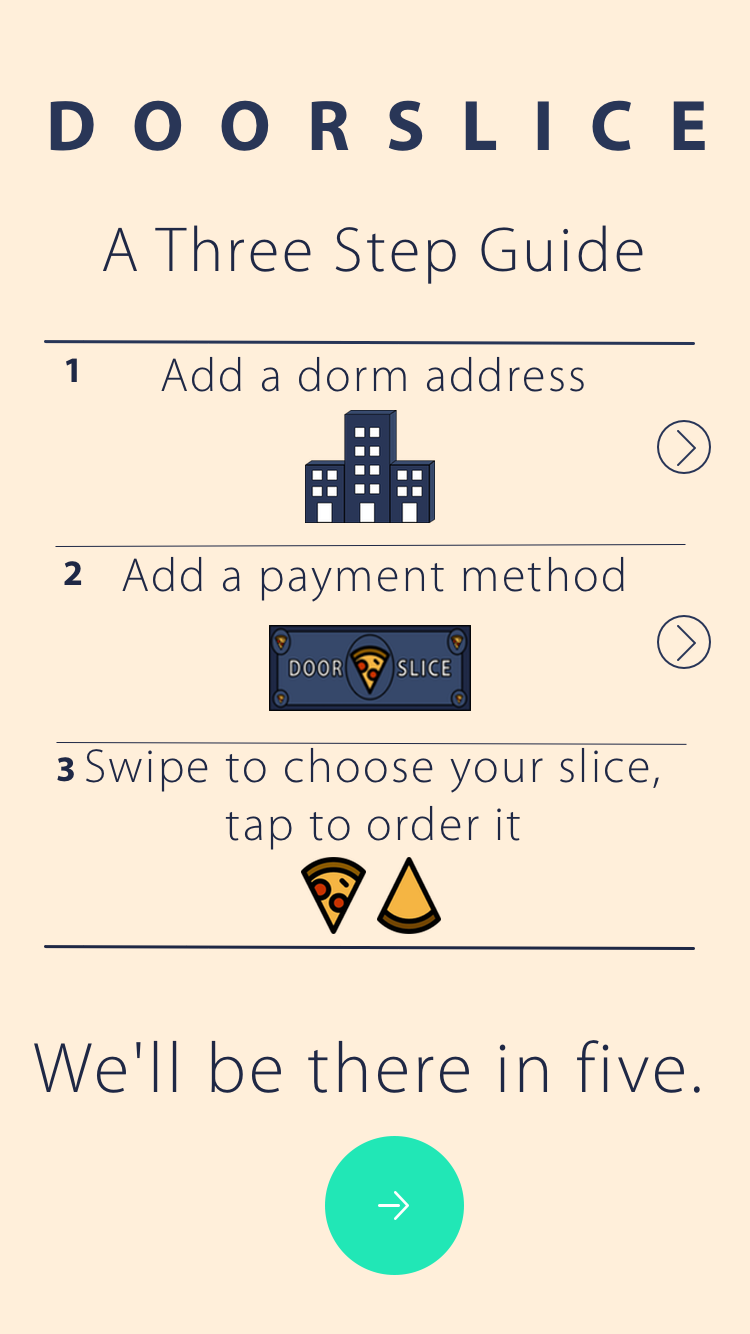 DOORSLICE
A Three Step Guide
1 Add a dorm address
2 Add a payment method
DOOR SLICE
3 Swipe to choose your slice,
tap to order it
We'll be there in five.